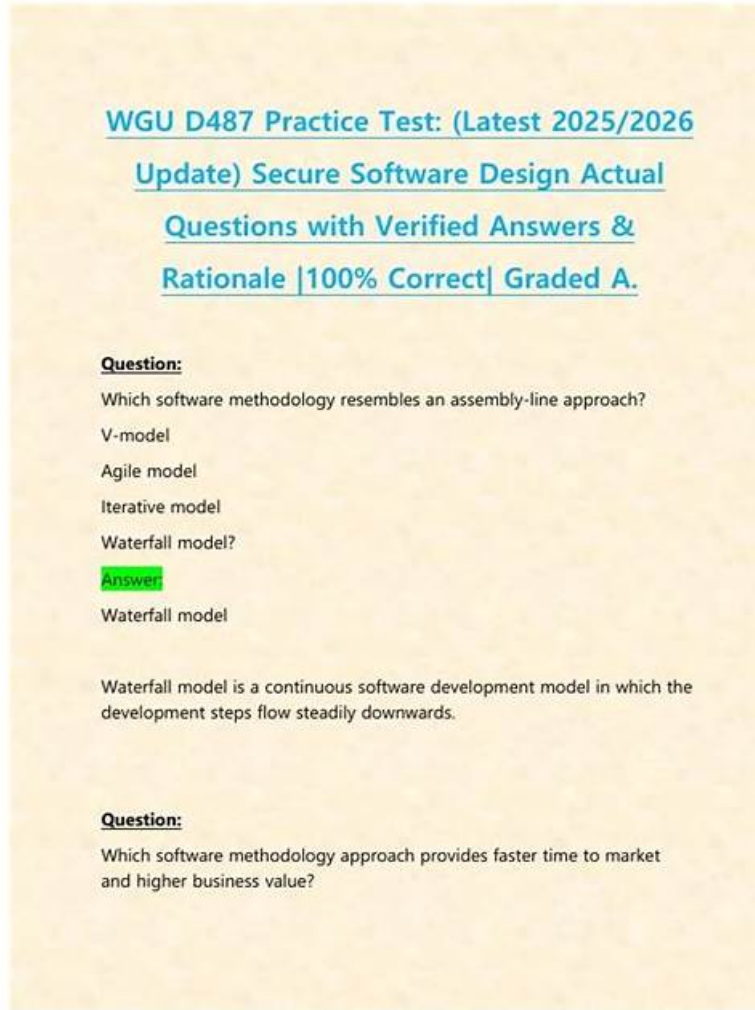 WGU D487 Practice Test: (Latest 2025/2026
Update) Secure Software Design Actual
Questions with Verified Answers &
Rationale |100% Correct| Graded A.
Question:
Which software methodology resembles an assembly-line approach?
V-model
Agile model
Iterative model
Waterfall model?
Answer:
Waterfall model
Waterfall model is a continuous software development model in which the
development steps flow steadily downwards.
Question:
Which software methodology approach provides faster time to market
and higher business value?